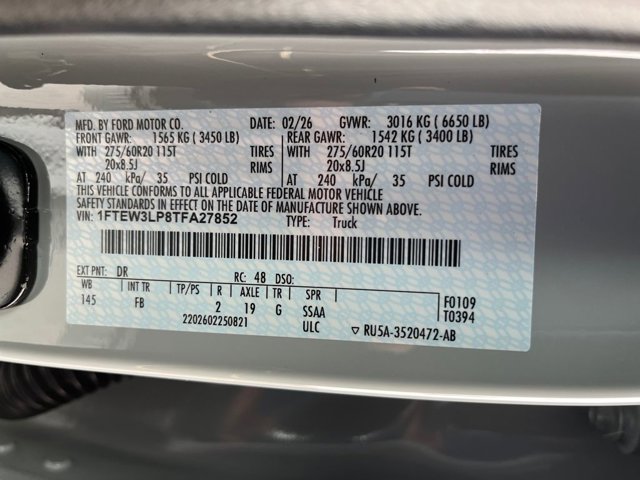 MFD. BY FORD MOTOR CO. DATE: 02/26 GVWR: 3016 KG ( 6650 LB)
FRONT GAWR: 1565 KG ( 3450 LB) REAR GAWR: 1542 KG ( 3400 LB)
WITH 275/60R20 115T TIRES WITH 275/60R20 115T TIRES
20x8.5J RIMS 20x8.5J RIMS
AT 240 kPa/ 35 PSI COLD AT 240 kPa/ 35 PSI COLD
THIS VEHICLE CONFORMS TO ALL APPLICABLE FEDERAL MOTOR VEHICLE
SAFETY STANDARDS IN EFFECT ON THE DATE OF MANUFACTURE SHOWN ABOVE.
VIN: 1FTEW3LP8TFA27852 TYPE: Truck
EXT PNT: DR RC: 48 DSO:
WB INT TR TP/PS R AXLE TR SPR F0109
145 FB 2 19 G SSAA T0394
2202602250821 ULC ▽ RU5A-3520472-AB